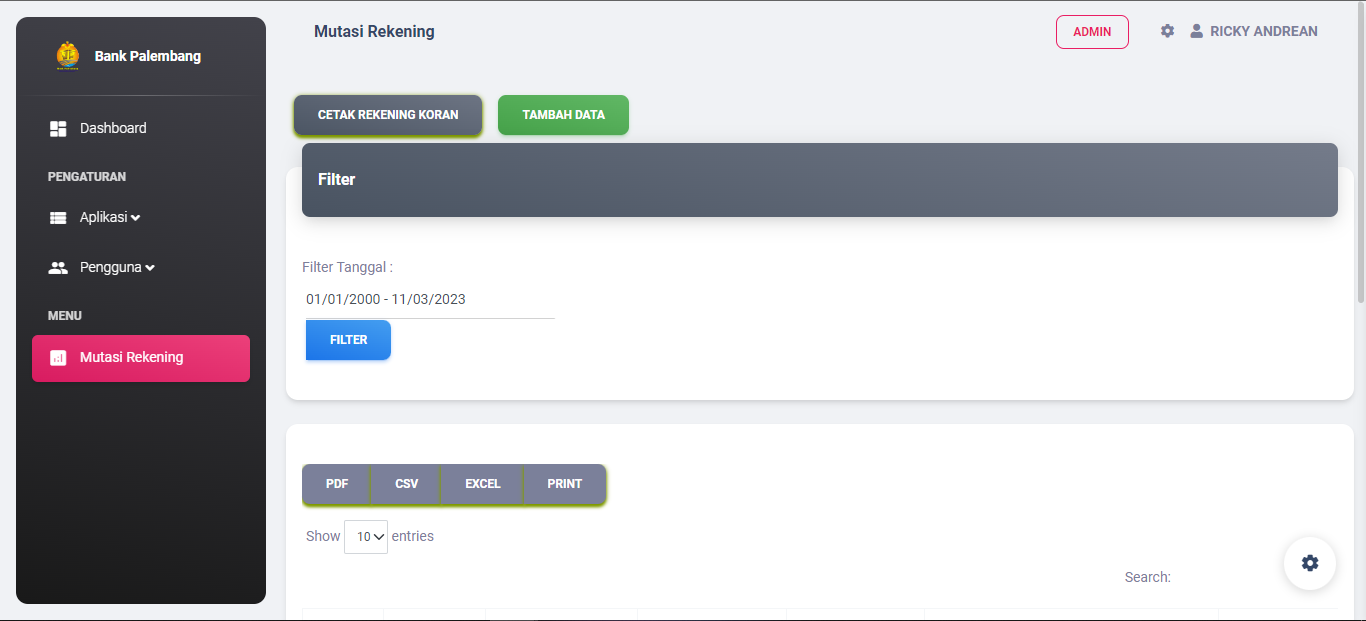 Bank Palembang
Dashboard
PENGATURAN
Aplikasi
Pengguna
MENU
Mutasi Rekening
Mutasi Rekening
ADMIN
RICKY ANDREAN
CETAK REKENING KORAN
TAMBAH DATA
Filter
Filter Tanggal :
01/01/2000 - 11/03/2023
FILTER
PDF CSV EXCEL PRINT
Show 10 entries
Search: